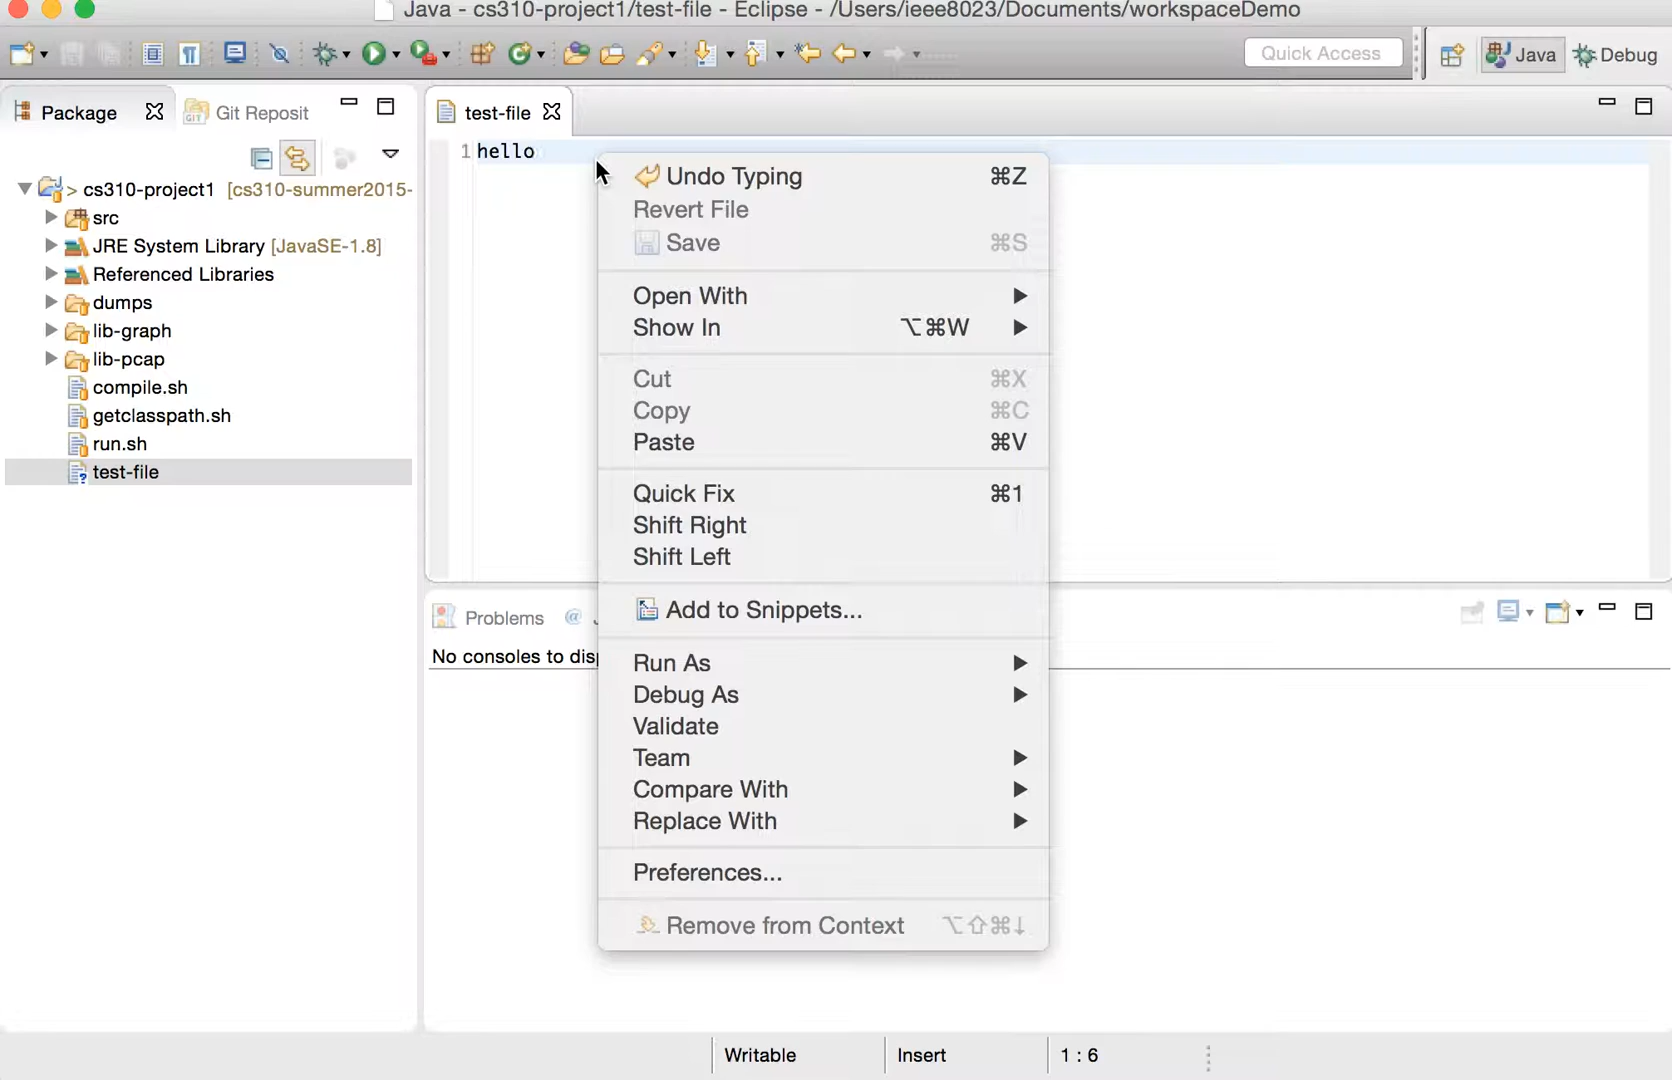 Java - cs310-project1/test-file - Eclipse - /Users/ieee8023/Documents/workspaceDemo
Quick Access
Java
Debug
Package
Git Reposit
test-file
> cs310-project1 [cs310-summer2015-
src
JRE System Library [JavaSE-1.8]
Referenced Libraries
dumps
lib-graph
lib-pcap
compile.sh
getclasspath.sh
run.sh
test-file
1 hello
Undo Typing ⌘Z
Revert File
Save ⌘S
Open With
Show In ⌥⌘W
Cut ⌘X
Copy ⌘C
Paste ⌘V
Quick Fix ⌘1
Shift Right
Shift Left
Add to Snippets...
Run As
Debug As
Validate
Team
Compare With
Replace With
Preferences...
Remove from Context ⌥⇧⌘↓
Problems @
No consoles to
Writable
Insert
1 : 6